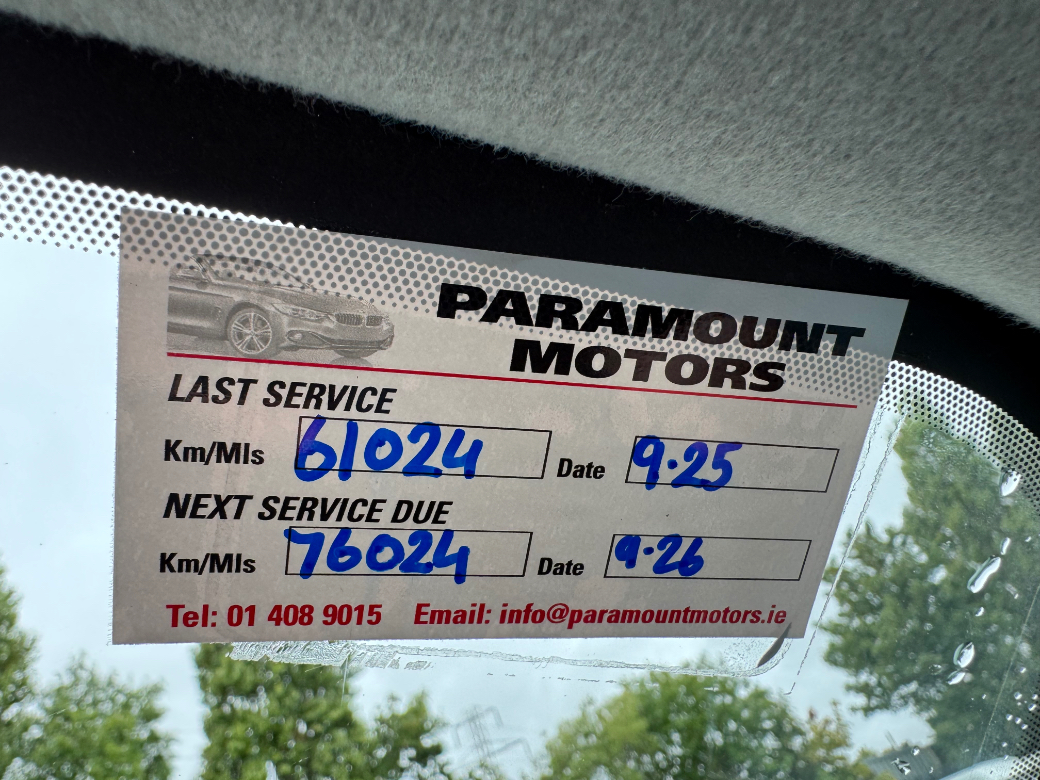 PARAMOUNT
MOTORS
LAST SERVICE
Km/Mls 61024 Date 9.25
NEXT SERVICE DUE
Km/Mls 76024 Date 9.26
Tel: 01 408 9015 Email: info@paramountmotors.ie